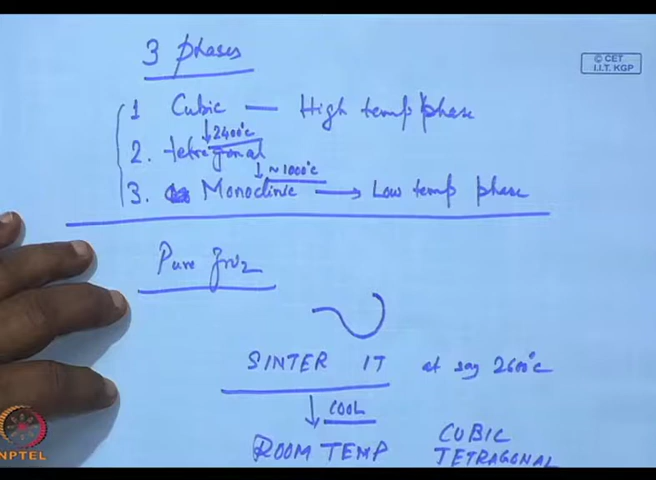 3 phases
© CET
I.I.T. KGP
1 Cubic — High temp phase
↓ 2400°C
2. tetragonal
↓ ~1000°C
3. Monoclinic → Low temp phase
Pure ZrO2
SINTER IT at say 2600°C
↓ COOL
ROOM TEMP CUBIC
TETRAGONAL
NPTEL